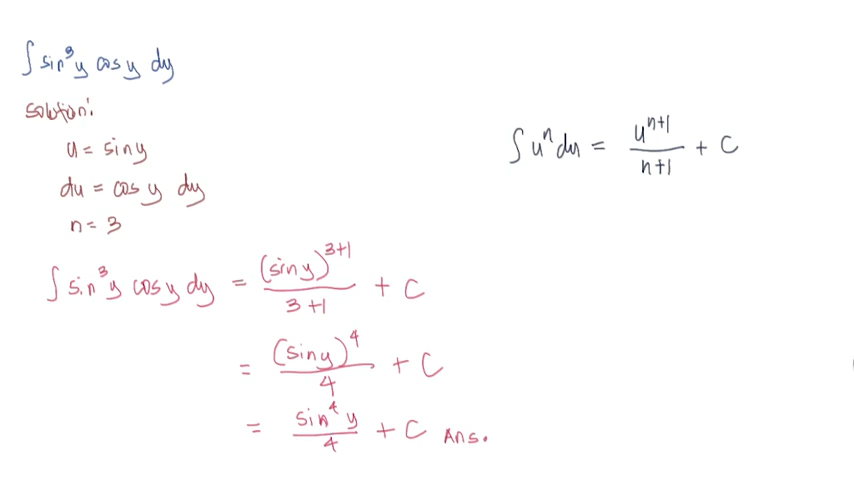 ∫ sin³y cos y dy
Solution:
u = sin y
du = cos y dy
n = 3
∫ uⁿ du = uⁿ⁺¹/n+1 + C
∫ sin³y cos y dy = (sin y)³⁺¹/3+1 + C
= (sin y)⁴/4 + C
= sin⁴y/4 + C Ans.